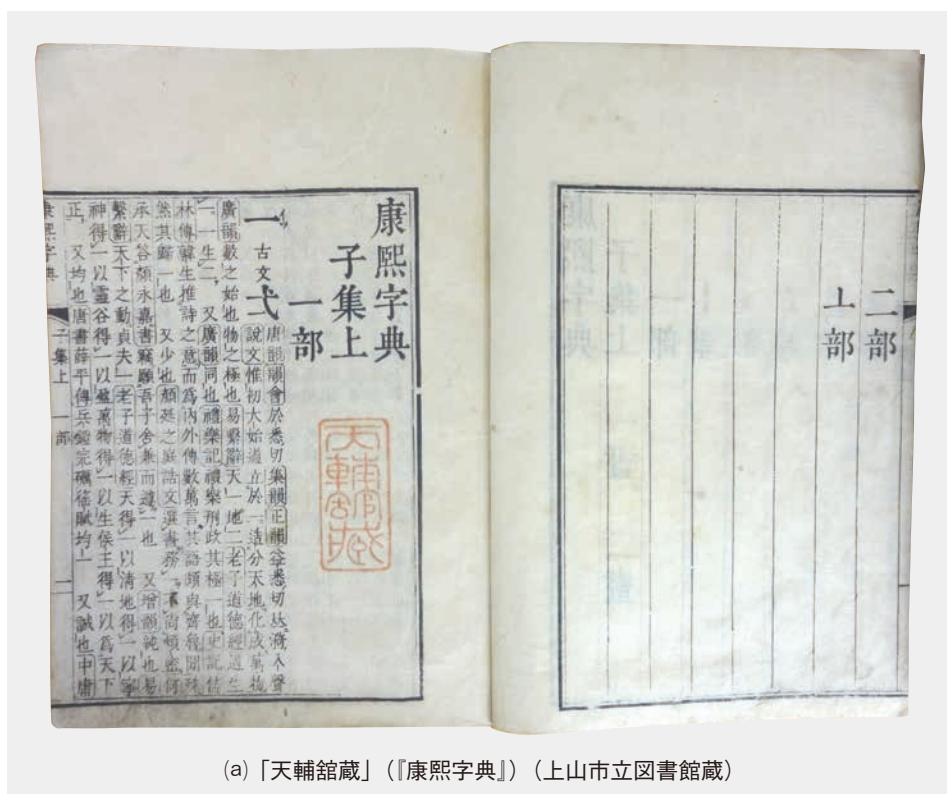 二部
亠部
康熙字典
子集上
一部
天輔舘蔵
一 古文弌 唐韻韻會於悉切集韻正韻益悉切𠀤漪入聲
說文惟初大始道立於一造分天地化成萬物
廣韻數之始也物之極也易繫辭天一地二老子道德經道生
一一生二 又廣韻同也禮樂記禮樂刑政其極一也史記儒
林傳韓生推詩之意而爲內外傳數萬言其語頗與齊魯閒殊
然其歸一也 又少也顏延之庭誥文選書務一不尙煩密何
承天答顏永嘉書竊願吾子舍兼而遵一也 又增韻純也易
繫辭天下之動貞夫一老子道德經天得一以淸地得一以寧
神得一以靈谷得一以盈萬物得一以生侯王得一以爲天下
正 又均也唐書薛平傳兵鎧完礪徭賦均一 又誠也中庸
康熙字典 子集上 一部 一
(a)「天輔舘蔵」（『康熙字典』）（上山市立図書館蔵）